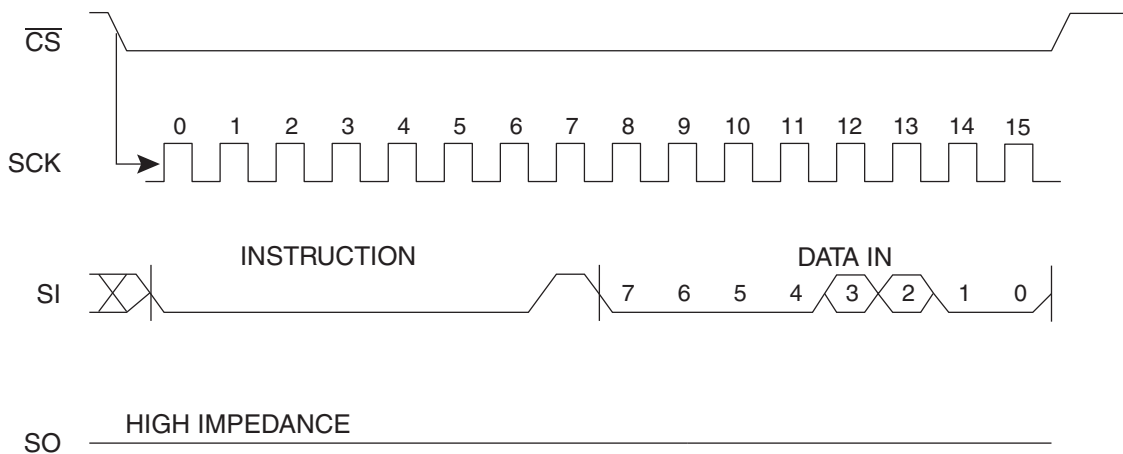 CS
0 1 2 3 4 5 6 7 8 9 10 11 12 13 14 15
SCK
INSTRUCTION DATA IN
SI 7 6 5 4 3 2 1 0
HIGH IMPEDANCE
SO